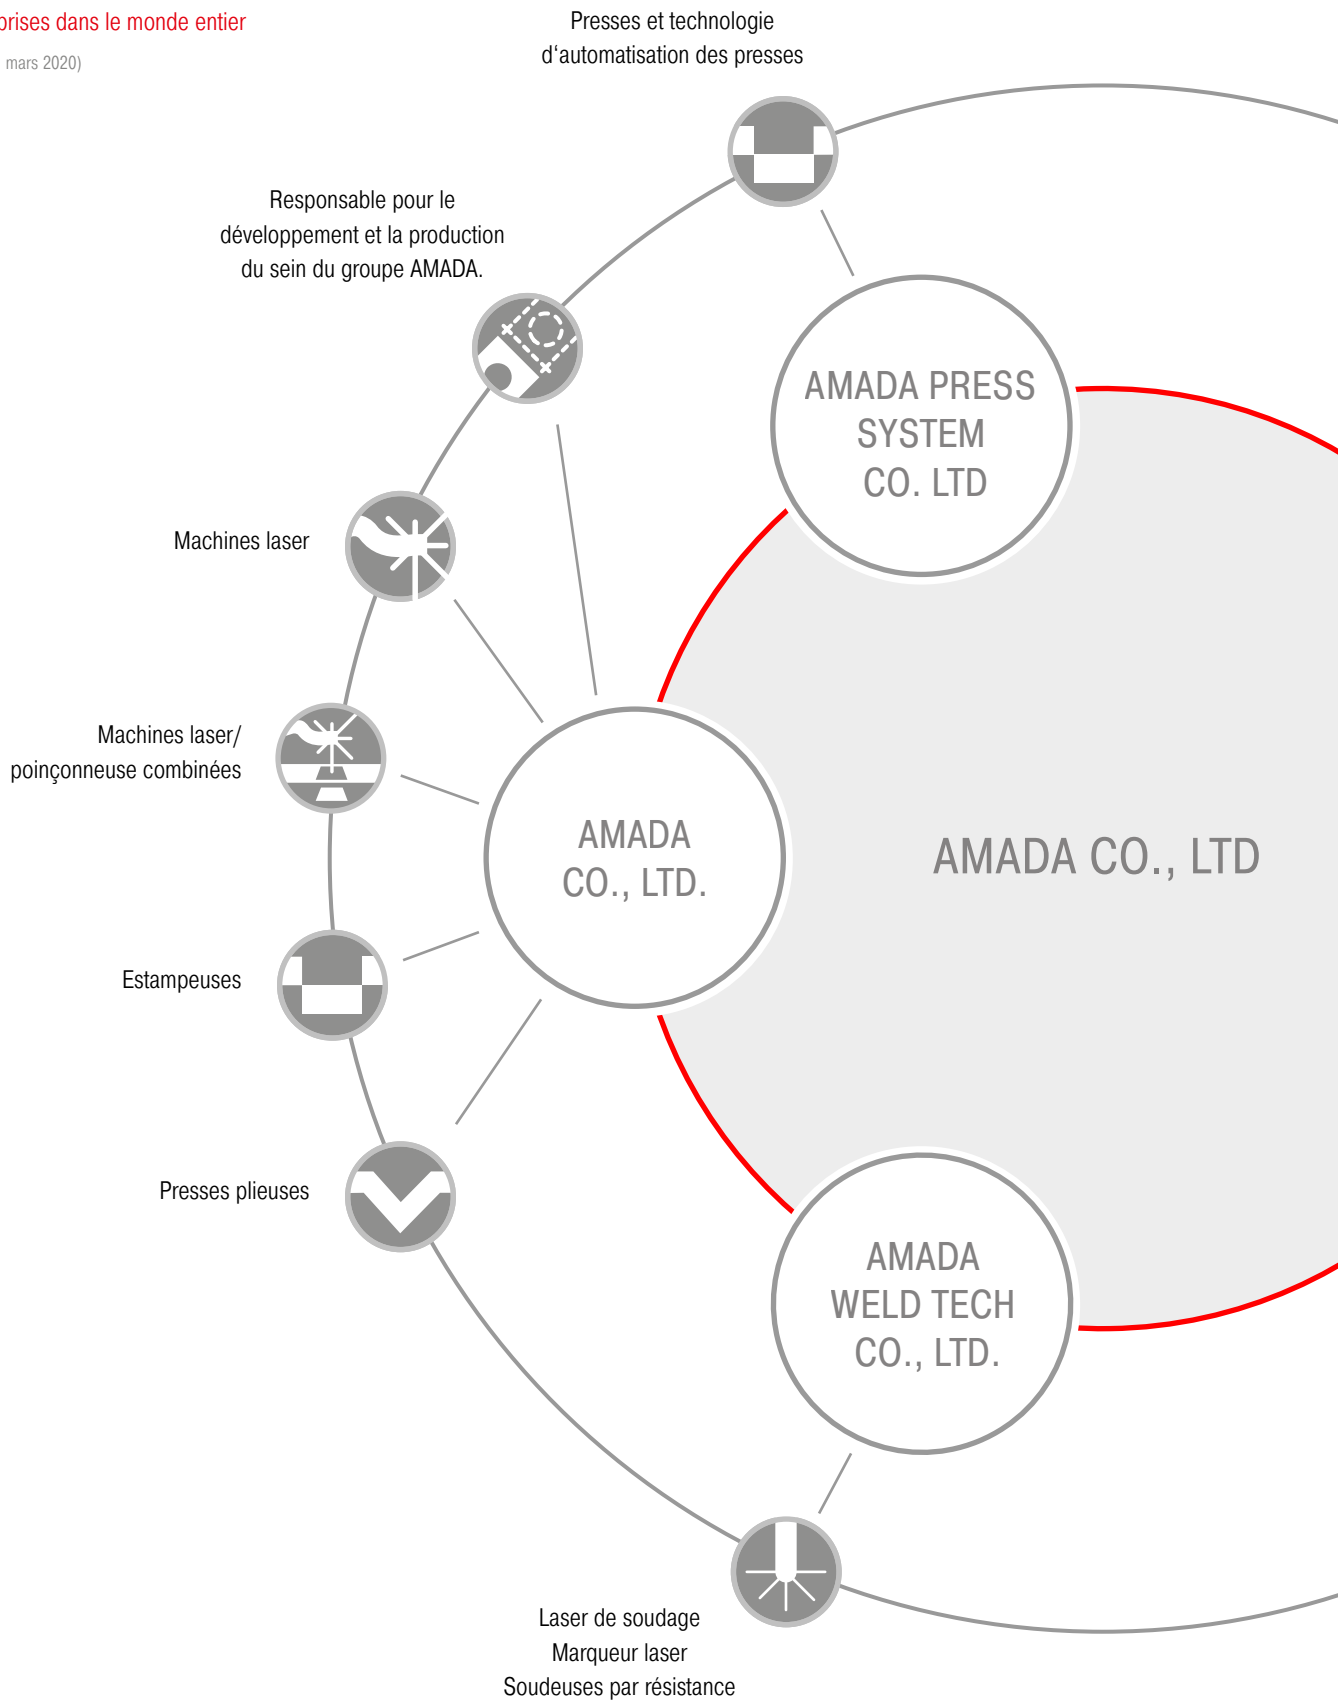 prises dans le monde entier
mars 2020)
Presses et technologie
d'automatisation des presses
Responsable pour le
développement et la production
du sein du groupe AMADA.
AMADA PRESS
SYSTEM
CO. LTD
Machines laser
Machines laser/
poinçonneuse combinées
AMADA
CO., LTD.
AMADA CO., LTD
Estampeuses
Presses plieuses
AMADA
WELD TECH
CO., LTD.
Laser de soudage
Marqueur laser
Soudeuses par résistance